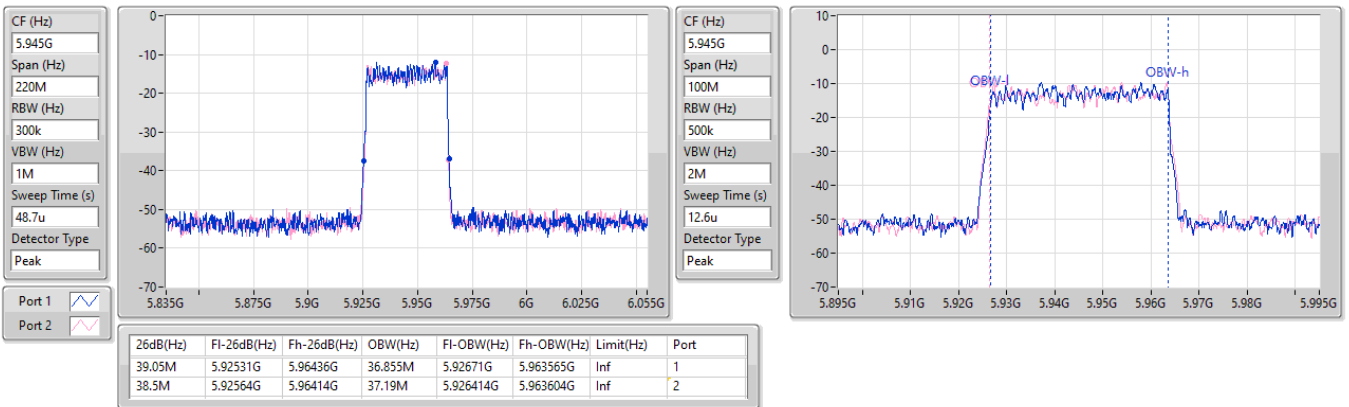 CF (Hz)
5.945G
Span (Hz)
220M
RBW (Hz)
300k
VBW (Hz)
1M
Sweep Time (s)
48.7u
Detector Type
Peak
Port 1
Port 2
0
-10
-20
-30
-40
-50
-60
-70
5.835G 5.875G 5.9G 5.925G 5.955G 5.975G 6G 6.025G 6.055G
CF (Hz)
5.945G
Span (Hz)
100M
RBW (Hz)
500k
VBW (Hz)
2M
Sweep Time (s)
12.6u
Detector Type
Peak
10
0
-10
-20
-30
-40
-50
-60
-70
OBW-l
OBW-h
5.895G 5.91G 5.92G 5.93G 5.94G 5.95G 5.96G 5.97G 5.98G 5.995G
26dB(Hz) Fl-26dB(Hz) Fh-26dB(Hz) OBW(Hz) Fl-OBW(Hz) Fh-OBW(Hz) Limit(Hz) Port
39.05M 5.92531G 5.96436G 36.855M 5.92671G 5.963565G Inf 1
38.5M 5.92564G 5.96414G 37.19M 5.926414G 5.963604G Inf 2